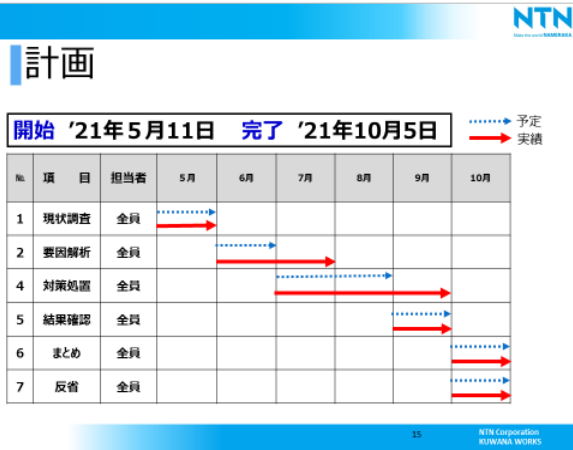 NTN
Make the world NAMERAKA
計画
開始 ’21年５月11日 完了 ’21年10月5日
予定
実績
№ 項 目 担当者 5月 6月 7月 8月 9月 10月
1 現状調査 全員
2 要因解析 全員
4 対策処置 全員
5 結果確認 全員
6 まとめ 全員
7 反省 全員
15
NTN Corporation
KUWANA WORKS